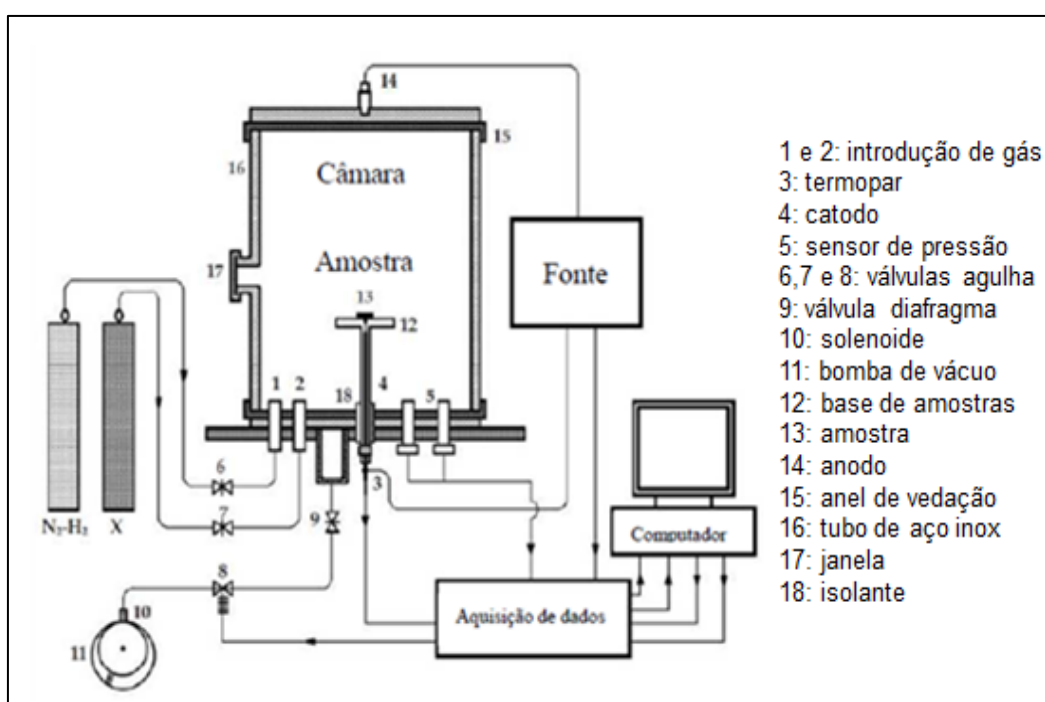 14
15
16
Câmara
17
Amostra
Fonte
13
12
1 2
18
4
5
6
3
N₂-H₂ X
7
9
Computador
8
10
Aquisição de dados
11
1 e 2: introdução de gás
3: termopar
4: catodo
5: sensor de pressão
6,7 e 8: válvulas agulha
9: válvula diafragma
10: solenoide
11: bomba de vácuo
12: base de amostras
13: amostra
14: anodo
15: anel de vedação
16: tubo de aço inox
17: janela
18: isolante